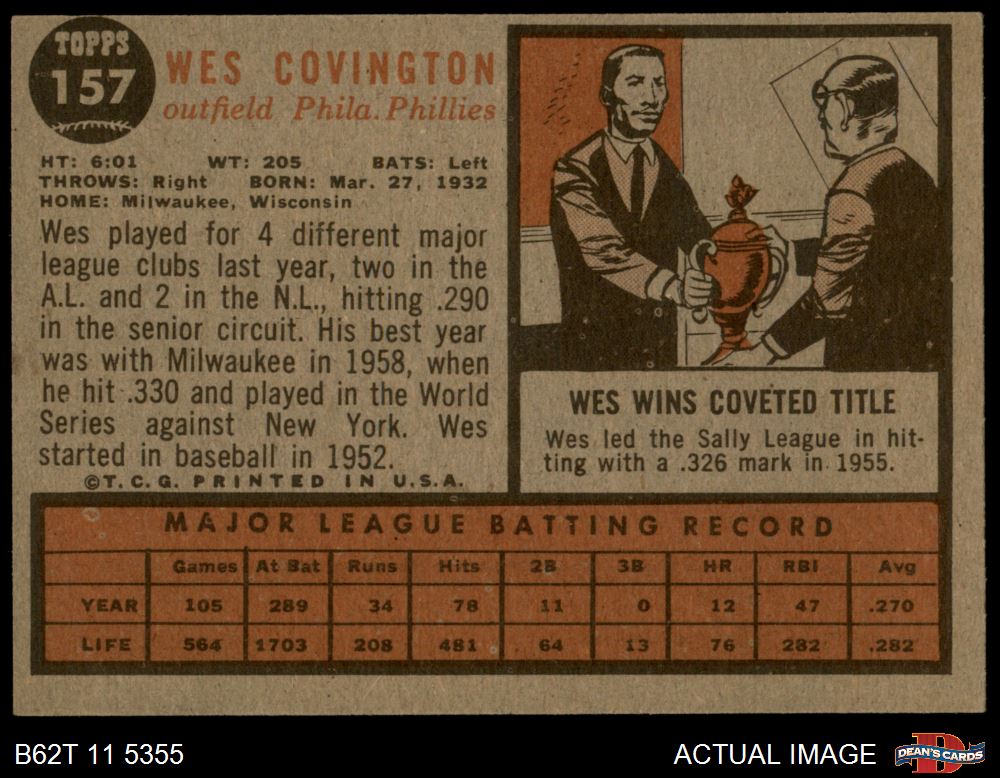 TOPPS
157
WES COVINGTON
outfield Phila. Phillies
HT: 6:01 WT: 205 BATS: Left
THROWS: Right BORN: Mar. 27, 1932
HOME: Milwaukee, Wisconsin
Wes played for 4 different major
league clubs last year, two in the
A.L. and 2 in the N.L., hitting .290
in the senior circuit. His best year
was with Milwaukee in 1958, when
he hit .330 and played in the World
Series against New York. Wes
started in baseball in 1952.
©T. C. G. PRINTED IN U.S.A.
WES WINS COVETED TITLE
Wes led the Sally League in hit-
ting with a .326 mark in 1955.
MAJOR LEAGUE BATTING RECORD
Games At Bat Runs Hits 2B 3B HR RBI Avg
YEAR 105 289 34 78 11 0 12 47 .270
LIFE 564 1703 208 481 64 13 76 282 .282
B62T 11 5355
ACTUAL IMAGE
DEAN'S CARDS